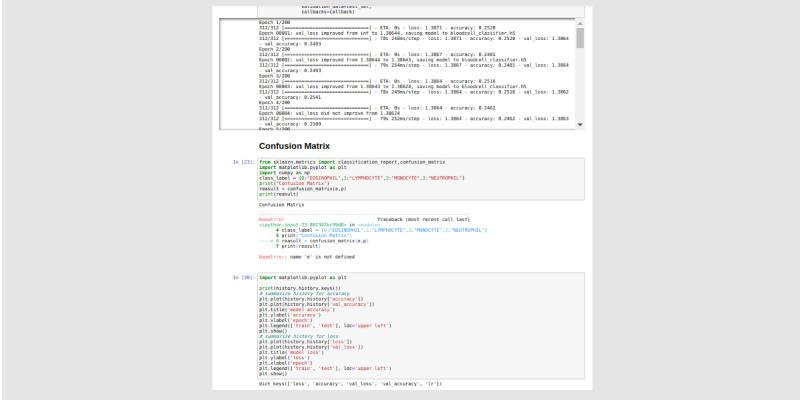 callbacks=callback)
Epoch 1/200
312/312 [==============================] - ETA: 0s - loss: 1.3871 - accuracy: 0.2520
Epoch 00001: val_loss improved from inf to 1.38644, saving model to bloodcell_classifier.h5
312/312 [==============================] - 78s 248ms/step - loss: 1.3871 - accuracy: 0.2520 - val_loss: 1.3864
- val_accuracy: 0.2493
Epoch 2/200
312/312 [==============================] - ETA: 0s - loss: 1.3867 - accuracy: 0.2481
Epoch 00002: val_loss improved from 1.38644 to 1.38643, saving model to bloodcell_classifier.h5
312/312 [==============================] - 79s 254ms/step - loss: 1.3867 - accuracy: 0.2481 - val_loss: 1.3864
- val_accuracy: 0.2493
Epoch 3/200
312/312 [==============================] - ETA: 0s - loss: 1.3864 - accuracy: 0.2516
Epoch 00003: val_loss improved from 1.38643 to 1.38624, saving model to bloodcell_classifier.h5
312/312 [==============================] - 78s 249ms/step - loss: 1.3864 - accuracy: 0.2516 - val_loss: 1.3862
- val_accuracy: 0.2541
Epoch 4/200
312/312 [==============================] - ETA: 0s - loss: 1.3864 - accuracy: 0.2462
Epoch 00004: val_loss did not improve from 1.38624
312/312 [==============================] - 79s 252ms/step - loss: 1.3864 - accuracy: 0.2462 - val_loss: 1.3863
- val_accuracy: 0.2509
Epoch 5/200
Confusion Matrix
In [23]: from sklearn.metrics import classification_report,confusion_matrix
import matplotlib.pyplot as plt
import numpy as np
class_label = {0:"EOSINOPHIL",1:"LYMPHOCYTE",2:"MONOCYTE",3:"NEUTROPHIL"}
print("Confusion Matrix")
reasult = confusion_matrix(e,p)
print(reasult)
Confusion Matrix
NameError Traceback (most recent call last)
in <module>
4 class_label = {0:"EOSINOPHIL",1:"LYMPHOCYTE",2:"MONOCYTE",3:"NEUTROPHIL"}
5 print("Confusion Matrix")
----> 6 reasult = confusion_matrix(e,p)
7 print(reasult)
NameError: name 'e' is not defined
In [20]: import matplotlib.pyplot as plt
print(history.history.keys())
# summarize history for accuracy
plt.plot(history.history['accuracy'])
plt.plot(history.history['val_accuracy'])
plt.title('model accuracy')
plt.ylabel('accuracy')
plt.xlabel('epoch')
plt.legend(['train', 'test'], loc='upper left')
plt.show()
# summarize history for loss
plt.plot(history.history['loss'])
plt.plot(history.history['val_loss'])
plt.title('model loss')
plt.ylabel('loss')
plt.xlabel('epoch')
plt.legend(['train', 'test'], loc='upper left')
plt.show()
dict_keys(['loss', 'accuracy', 'val_loss', 'val_accuracy', 'lr'])